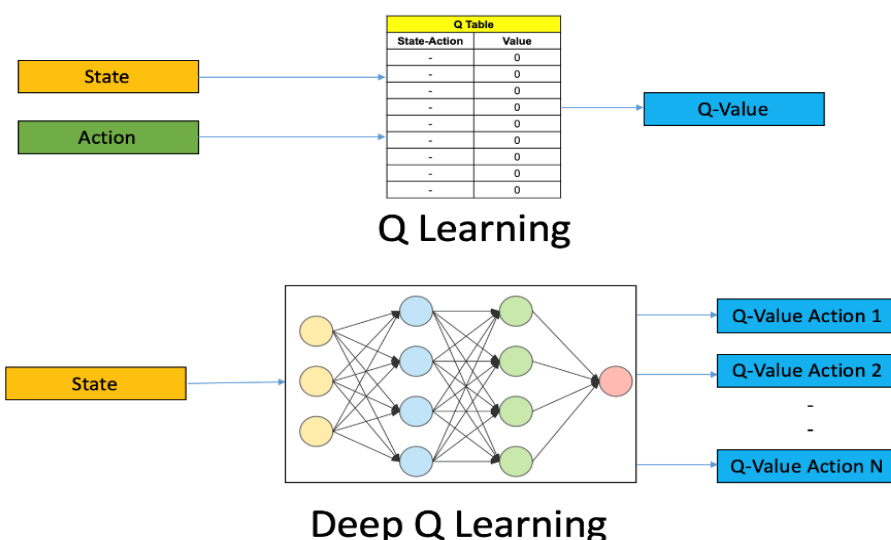 Q Table
State-Action Value
- 0
- 0
- 0
- 0
- 0
- 0
- 0
- 0
- 0
State
Action
Q-Value
Q Learning
State
Q-Value Action 1
Q-Value Action 2
-
-
Q-Value Action N
Deep Q Learning